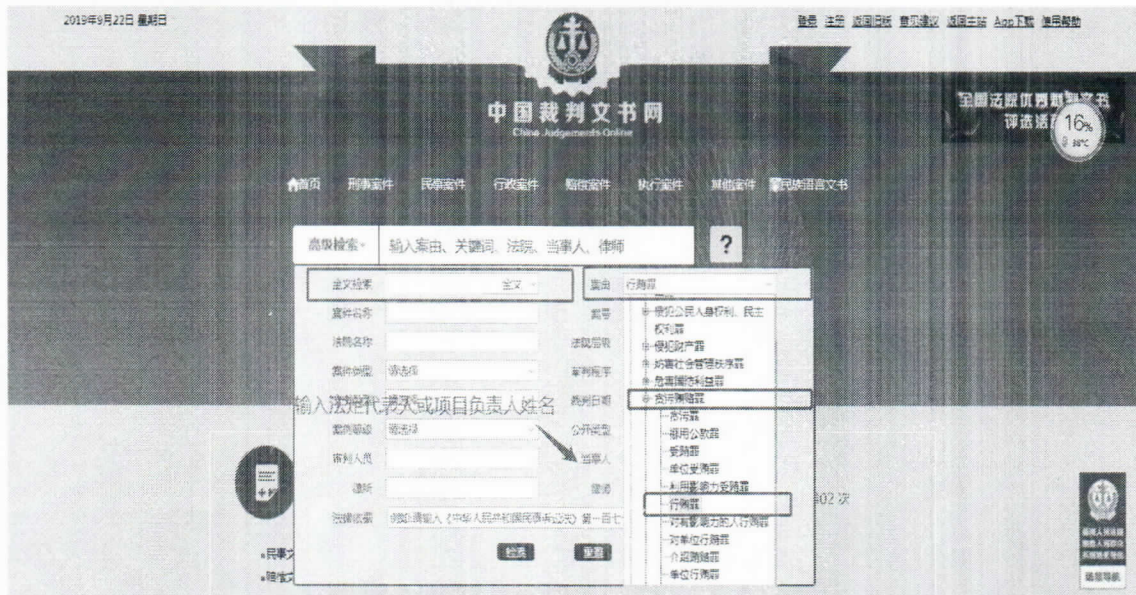 2019年9月22日 星期日
登录 注册 返回旧版 意见建议 返回主站 App下载 使用帮助
中国裁判文书网
China Judgements Online
全国法院优秀裁判文书
评选活
16%
首页 刑事案件 民事案件 行政案件 赔偿案件 执行案件 其他案件 民族语言文书
高级检索 输入案由、关键词、法院、当事人、律师 ?
全文检索 全文 案由 行贿罪
案件名称 案号
侵犯公民人身权利、民主
权利罪
法院名称 法院层级
侵犯财产罪
妨害社会管理秩序罪
案件类型 请选择 审判程序
危害国防利益罪
输入法定代表人或项目负责人姓名
裁判日期
贪污贿赂罪
贪污罪
案例等级 请选择 公开类型
挪用公款罪
受贿罪
审判人员 当事人
单位受贿罪
利用影响力受贿罪
律所 律师
行贿罪
02 次
法律依据 例如:请输入《中华人民共和国民事诉讼法》第一百七十
对有影响力的人行贿罪
对单位行贿罪
检索 重置
介绍贿赂罪
单位行贿罪
民事文
赔偿文